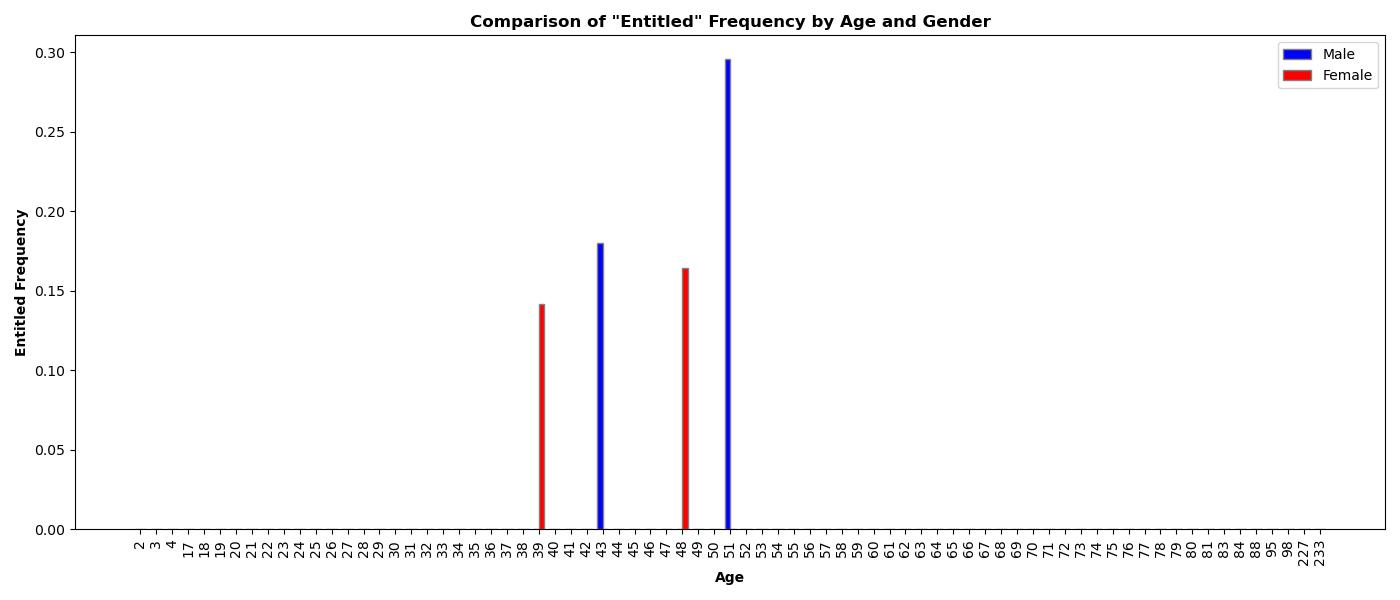 Comparison of "Entitled" Frequency by Age and Gender
Male
Female
Entitled Frequency
0.30
0.25
0.20
0.15
0.10
0.05
0.00
2 3 4 17 18 19 20 21 22 23 24 25 26 27 28 29 30 31 32 33 34 35 36 37 38 39 40 41 42 43 44 45 46 47 48 49 50 51 52 53 54 55 56 57 58 59 60 61 62 63 64 65 66 67 68 69 70 71 72 73 74 75 76 77 78 79 80 81 83 84 88 95 98 227 233
Age